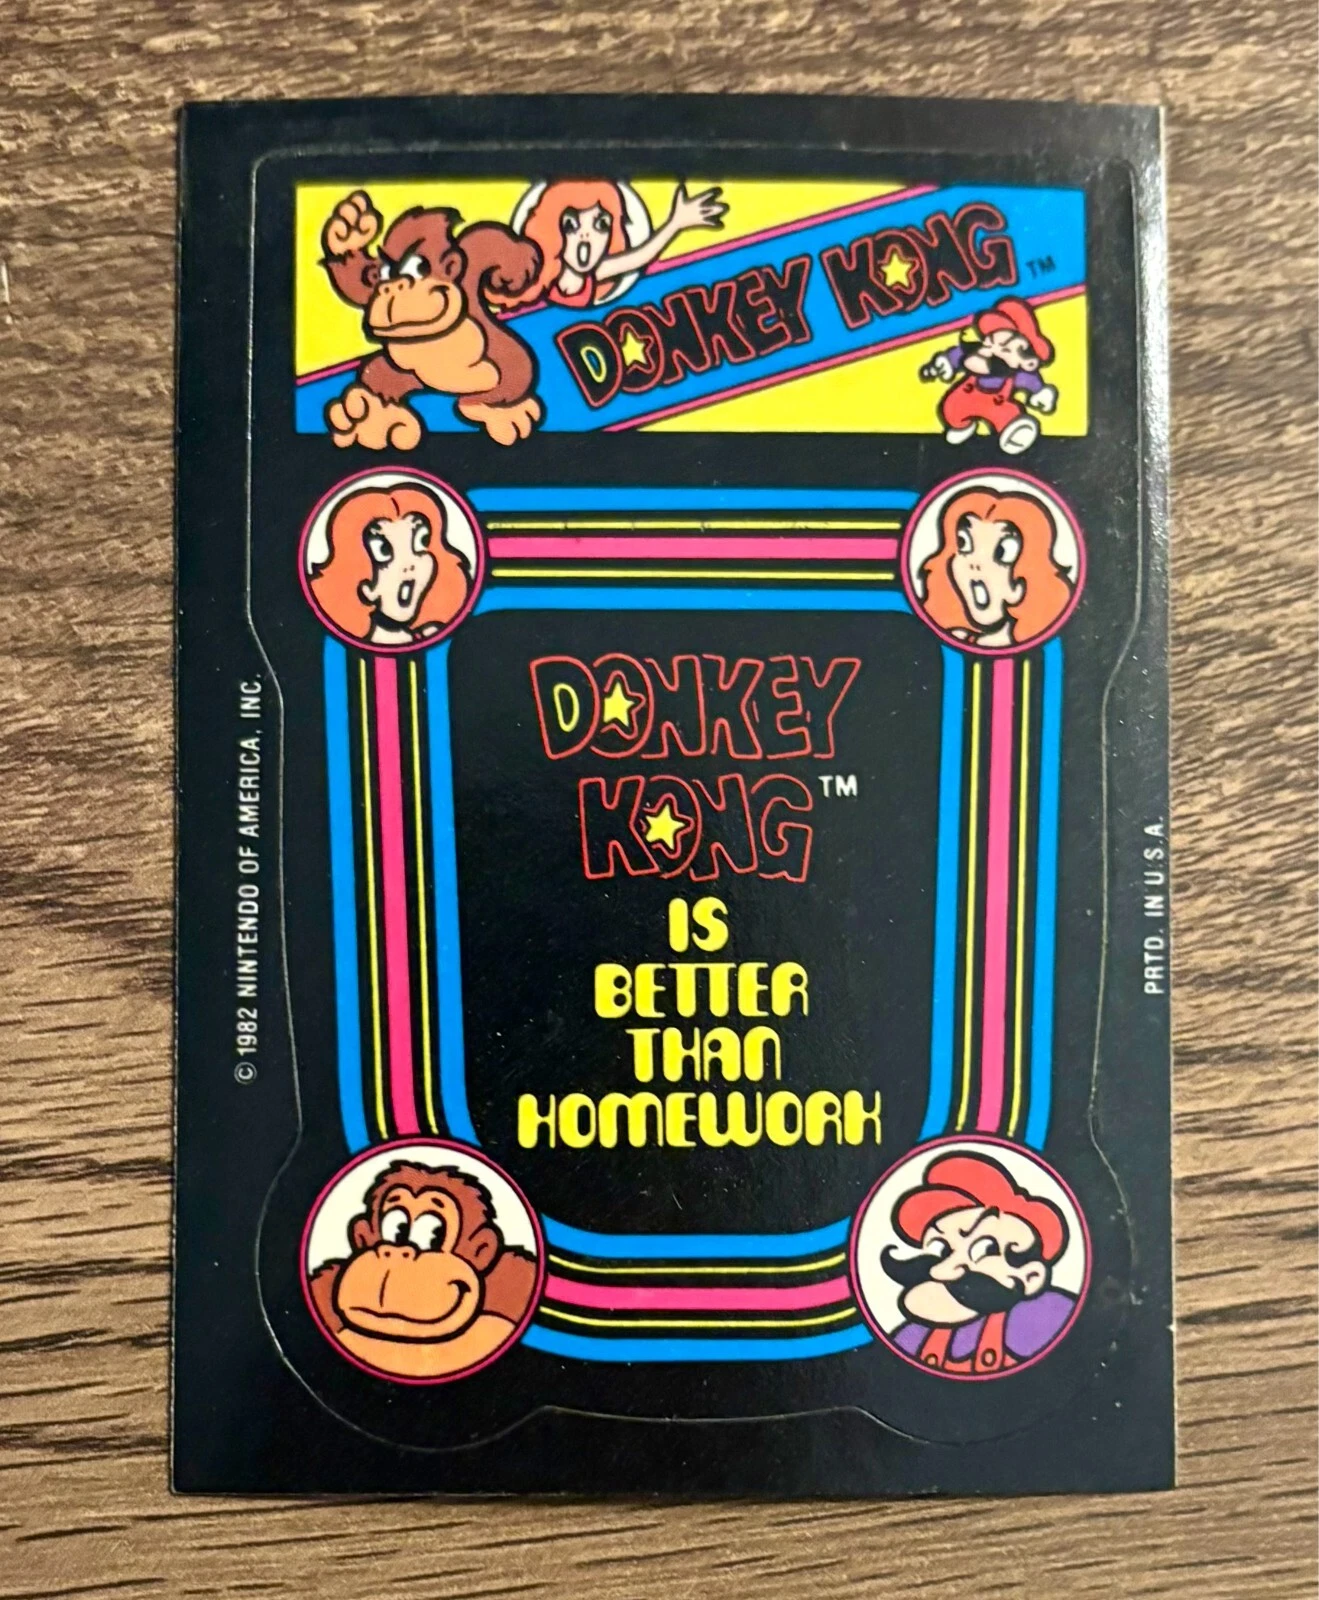 DONKEY KONG™
DONKEY
KONG™
IS
BETTER
THAN
HOMEWORK
© 1982 NINTENDO OF AMERICA, INC.
PRTD. IN U.S.A.